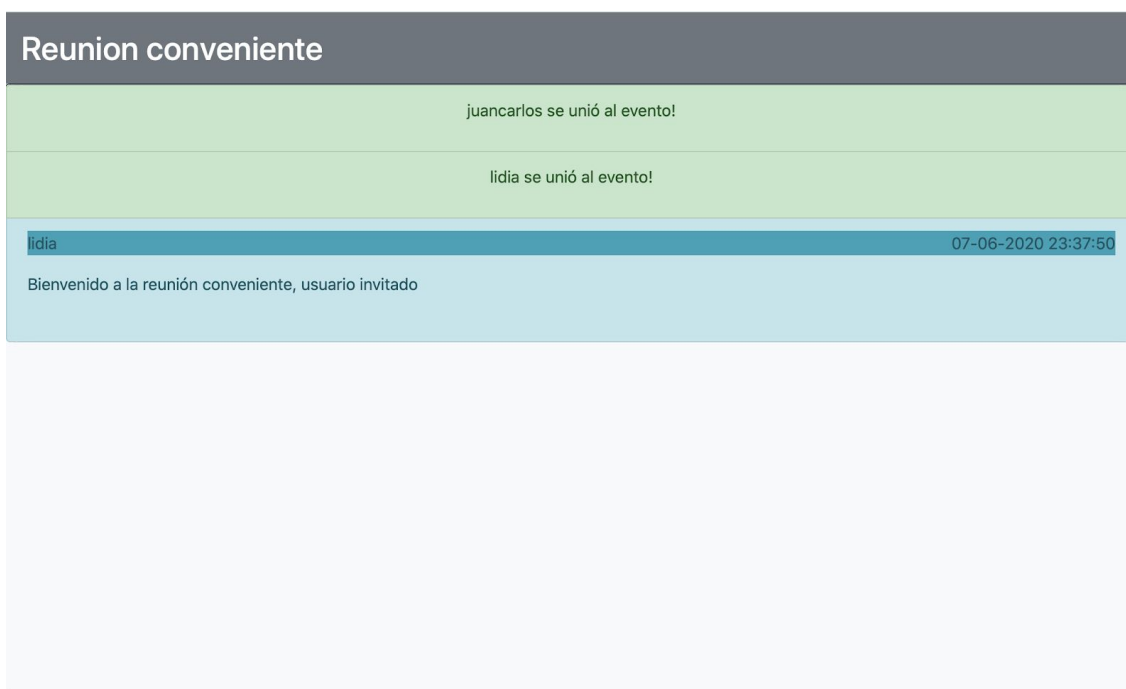 Reunion conveniente
juancarlos se unió al evento!
lidia se unió al evento!
lidia 07-06-2020 23:37:50
Bienvenido a la reunión conveniente, usuario invitado